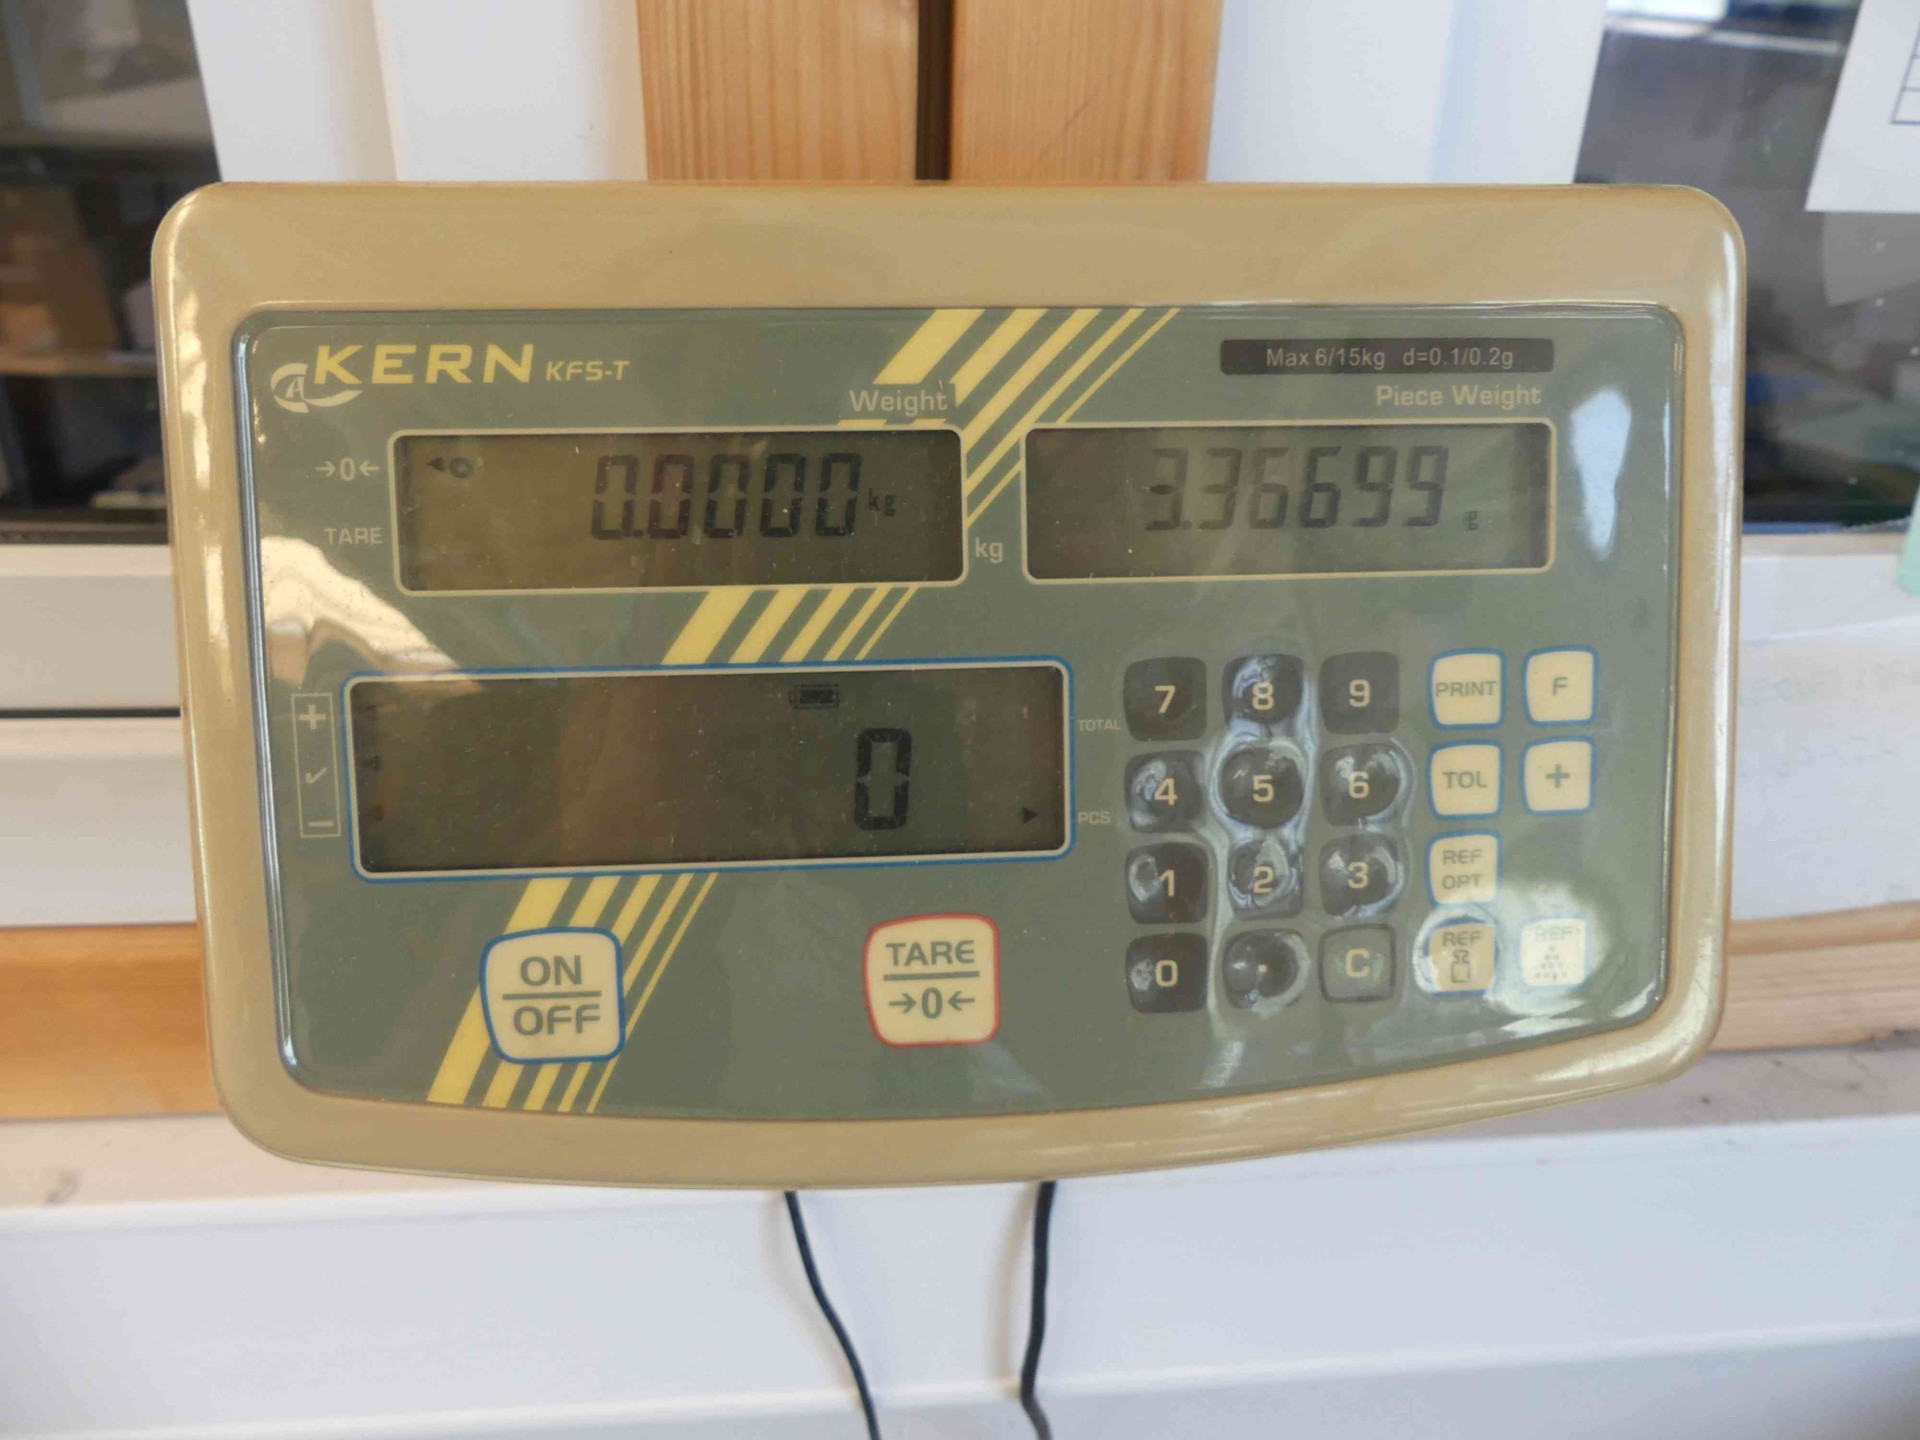 KERN KFS-T
Max 6/15kg d=0.1/0.2g
Weight
Piece Weight
→0←
TARE
0.0000 kg
kg
3.36699 g
+
✓
−
0
TOTAL
PCS
7 8 9 PRINT F
4 5 6 TOL +
1 2 3 REF OPT
0 . C REF REF
ON
OFF
TARE
→0←